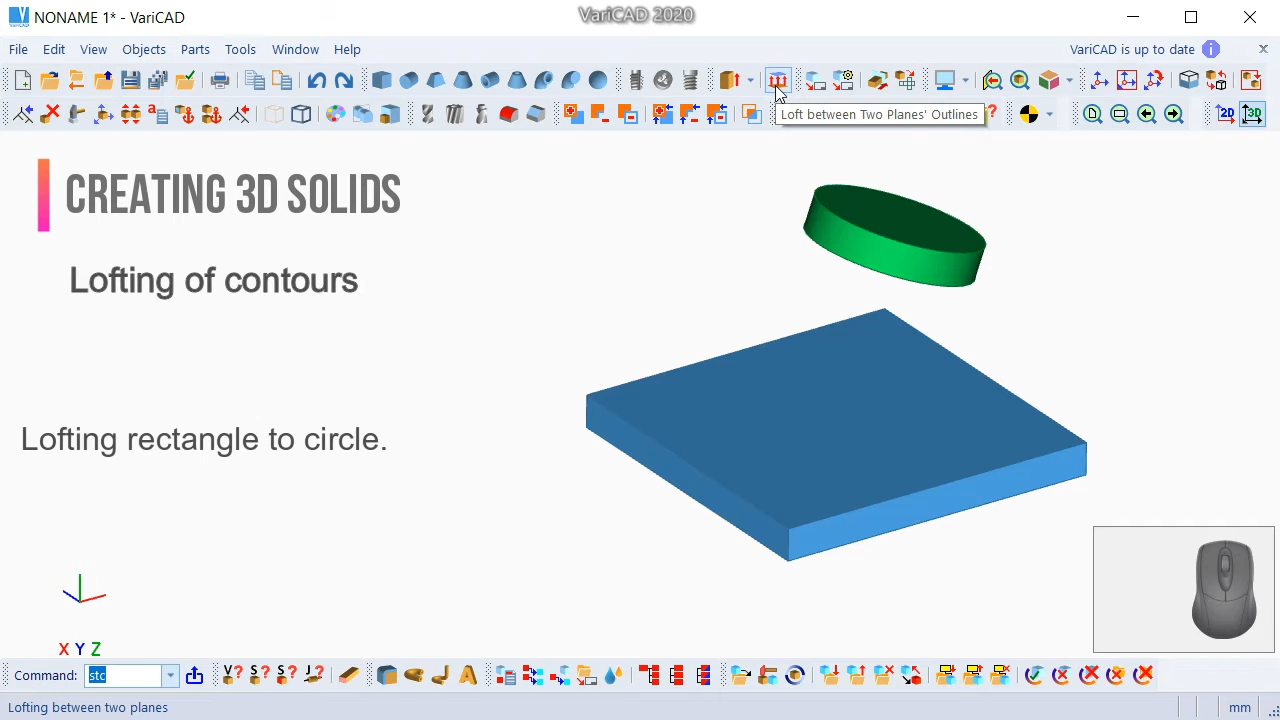 NONAME 1* - VariCAD
VariCAD 2020
File Edit View Objects Parts Tools Window Help
VariCAD is up to date
Loft between Two Planes' Outlines
2D 3D
CREATING 3D SOLIDS
Lofting of contours
Lofting rectangle to circle.
X Y Z
Command: stc
V? S? S? J?
Lofting between two planes
mm